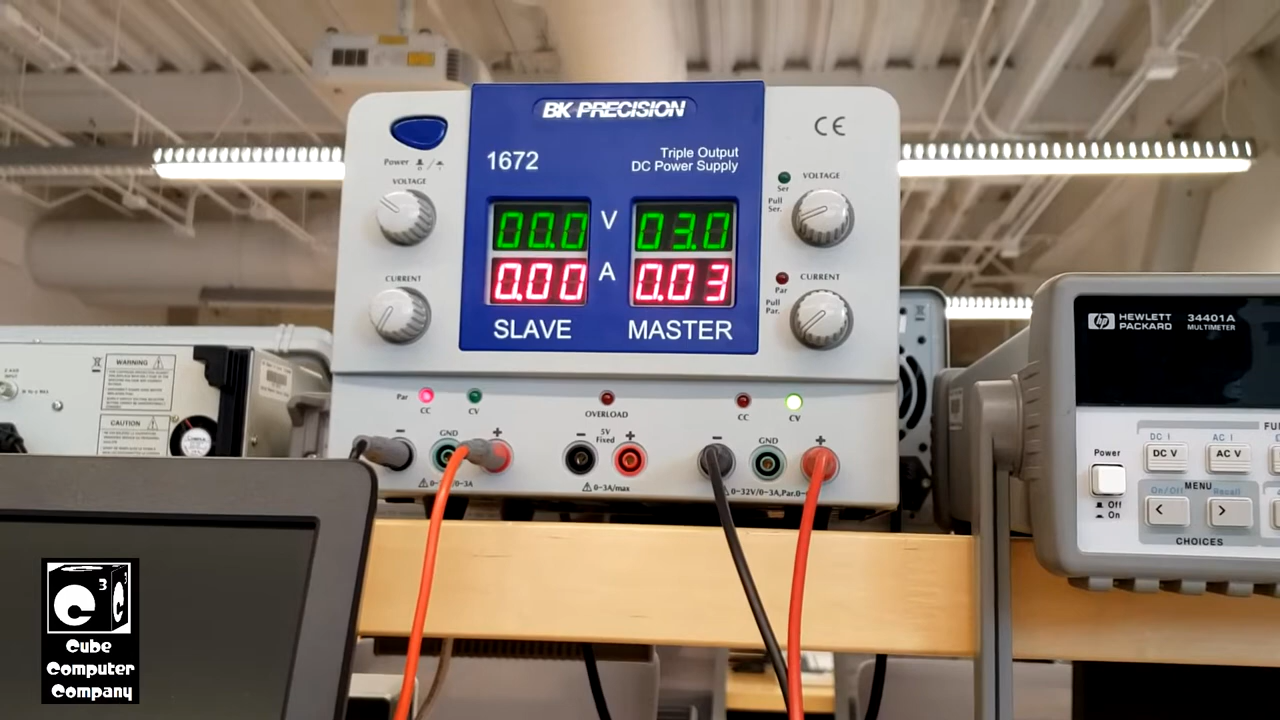 BK PRECISION
CE
1672
Triple Output
DC Power Supply
Power
VOLTAGE
VOLTAGE
Ser
Pull
Ser.
00.0
V
03.0
0.00
A
0.03
CURRENT
CURRENT
Par
Pull
Par.
SLAVE
MASTER
Par
CC
CV
OVERLOAD
CC
CV
GND
5V
Fixed
GND
0~3A
0~3A/max
0~32V/0~3A,Par.0~
WARNING
CAUTION
hp
HEWLETT
PACKARD
34401A
MULTIMETER
FU
DC I
AC I
Power
DC V
AC V
MENU
On/Off
Recall
Off
On
<
>
CHOICES
3
Cube
Computer
Company